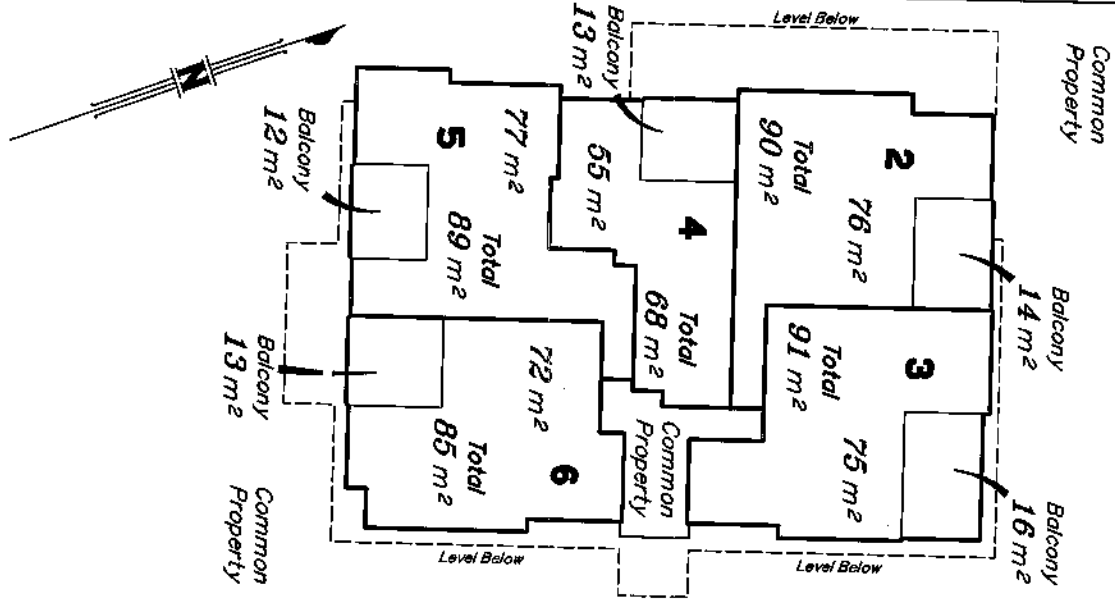 Level Below
Common
Property
Balcony
13 m²
N
2
Total
90 m²
76 m²
Balcony
14 m²
5
77 m²
Total
89 m²
Balcony
12 m²
4
55 m²
Total
68 m²
3
Total
91 m²
75 m²
Balcony
16 m²
6
72 m²
Total
85 m²
Balcony
13 m²
Common
Property
Common
Property
Level Below
Level Below